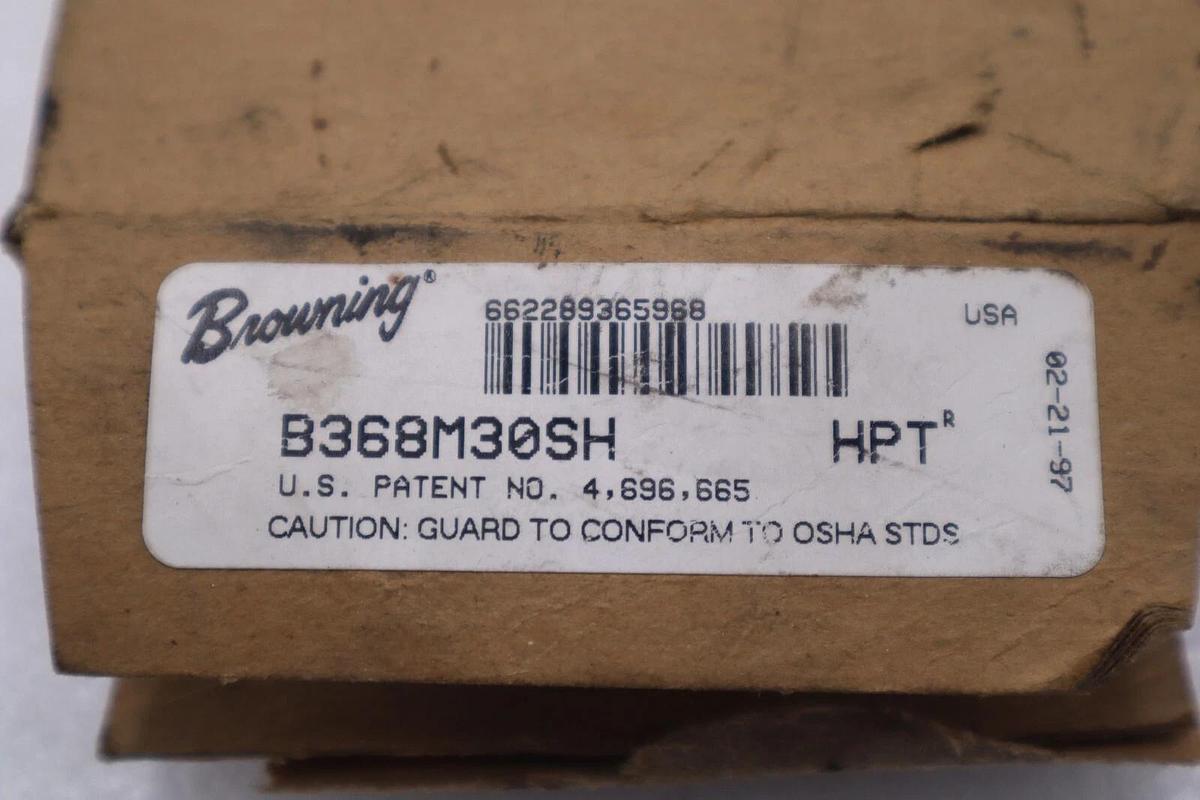 Browning®
662289365968
USA
B368M30SH HPTR
U.S. PATENT NO. 4,696,665
CAUTION: GUARD TO CONFORM TO OSHA STDS
02-21-97